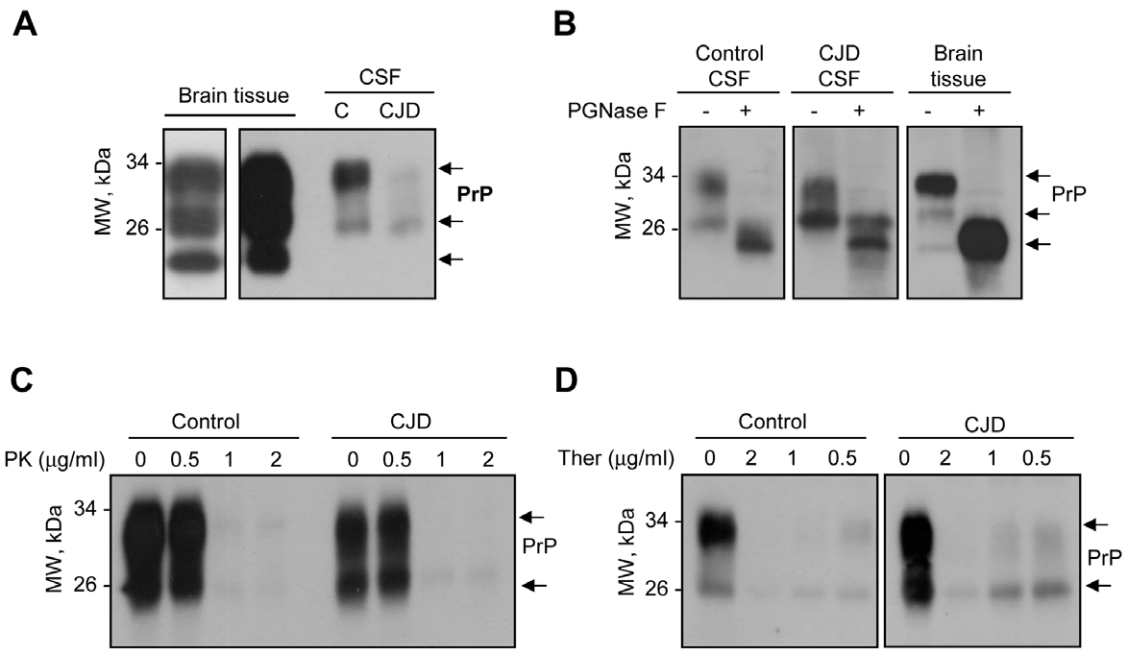 A
Brain tissue
CSF
C CJD
MW, kDa
34
26
PrP
B
Control CSF
CJD CSF
Brain tissue
PGNase F - + - + - +
MW, kDa
34
26
PrP
C
Control CJD
PK (μg/ml) 0 0.5 1 2 0 0.5 1 2
MW, kDa
34
26
PrP
D
Control CJD
Ther (μg/ml) 0 2 1 0.5 0 2 1 0.5
MW, kDa
34
26
PrP